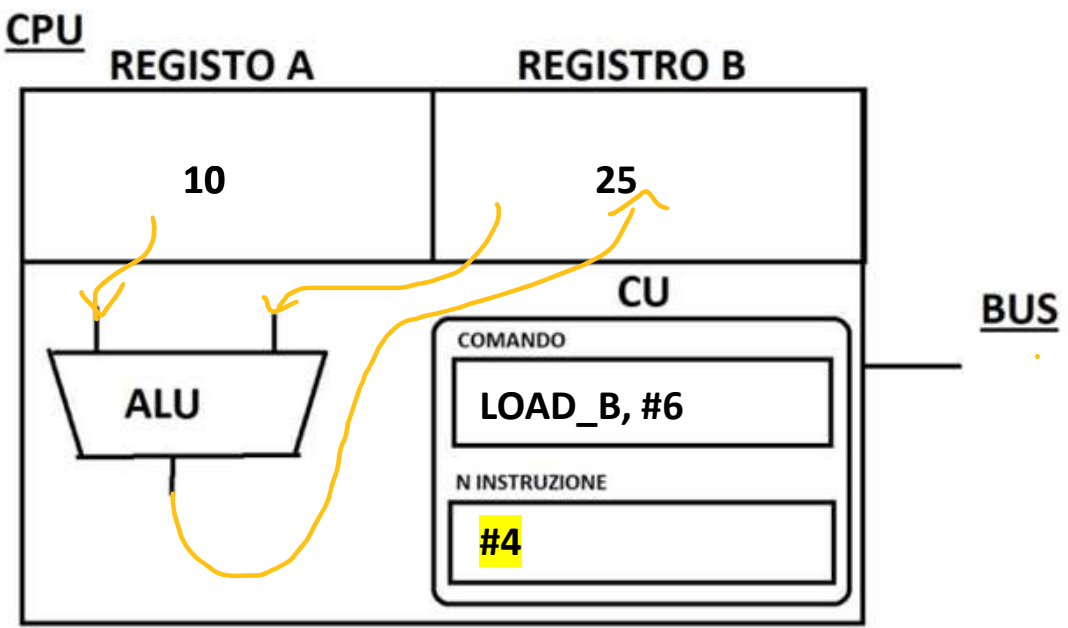 CPU
REGISTO A
REGISTRO B
10
25
CU
BUS
COMANDO
LOAD_B, #6
ALU
N INSTRUZIONE
#4